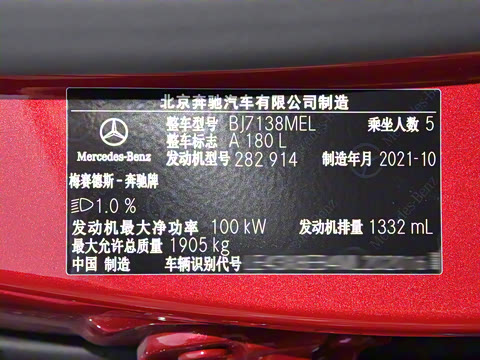 北京奔驰汽车有限公司制造
整车型号 BJ7138MEL 乘坐人数 5
整车标志 A 180 L
Mercedes-Benz
发动机型号 282 914 制造年月 2021-10
梅赛德斯-奔驰牌
1.0 %
发动机最大净功率 100 kW 发动机排量 1332 mL
最大允许总质量 1905 kg
中国 制造 车辆识别代号